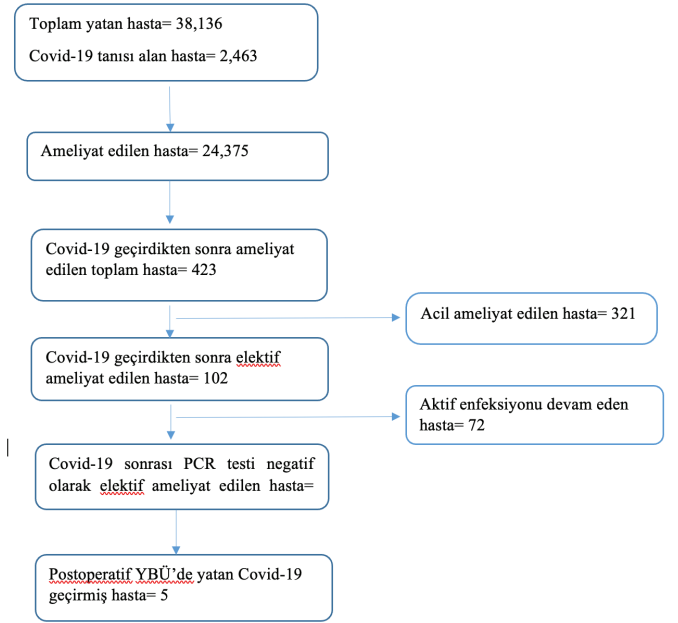 Toplam yatan hasta= 38,136
Covid-19 tanısı alan hasta= 2,463
Ameliyat edilen hasta= 24,375
Covid-19 geçirdikten sonra ameliyat
edilen toplam hasta= 423
Acil ameliyat edilen hasta= 321
Covid-19 geçirdikten sonra elektif
ameliyat edilen hasta= 102
Aktif enfeksiyonu devam eden
hasta= 72
Covid-19 sonrası PCR testi negatif
olarak elektif ameliyat edilen hasta=
Postoperatif YBÜ’de yatan Covid-19
geçirmiş hasta= 5